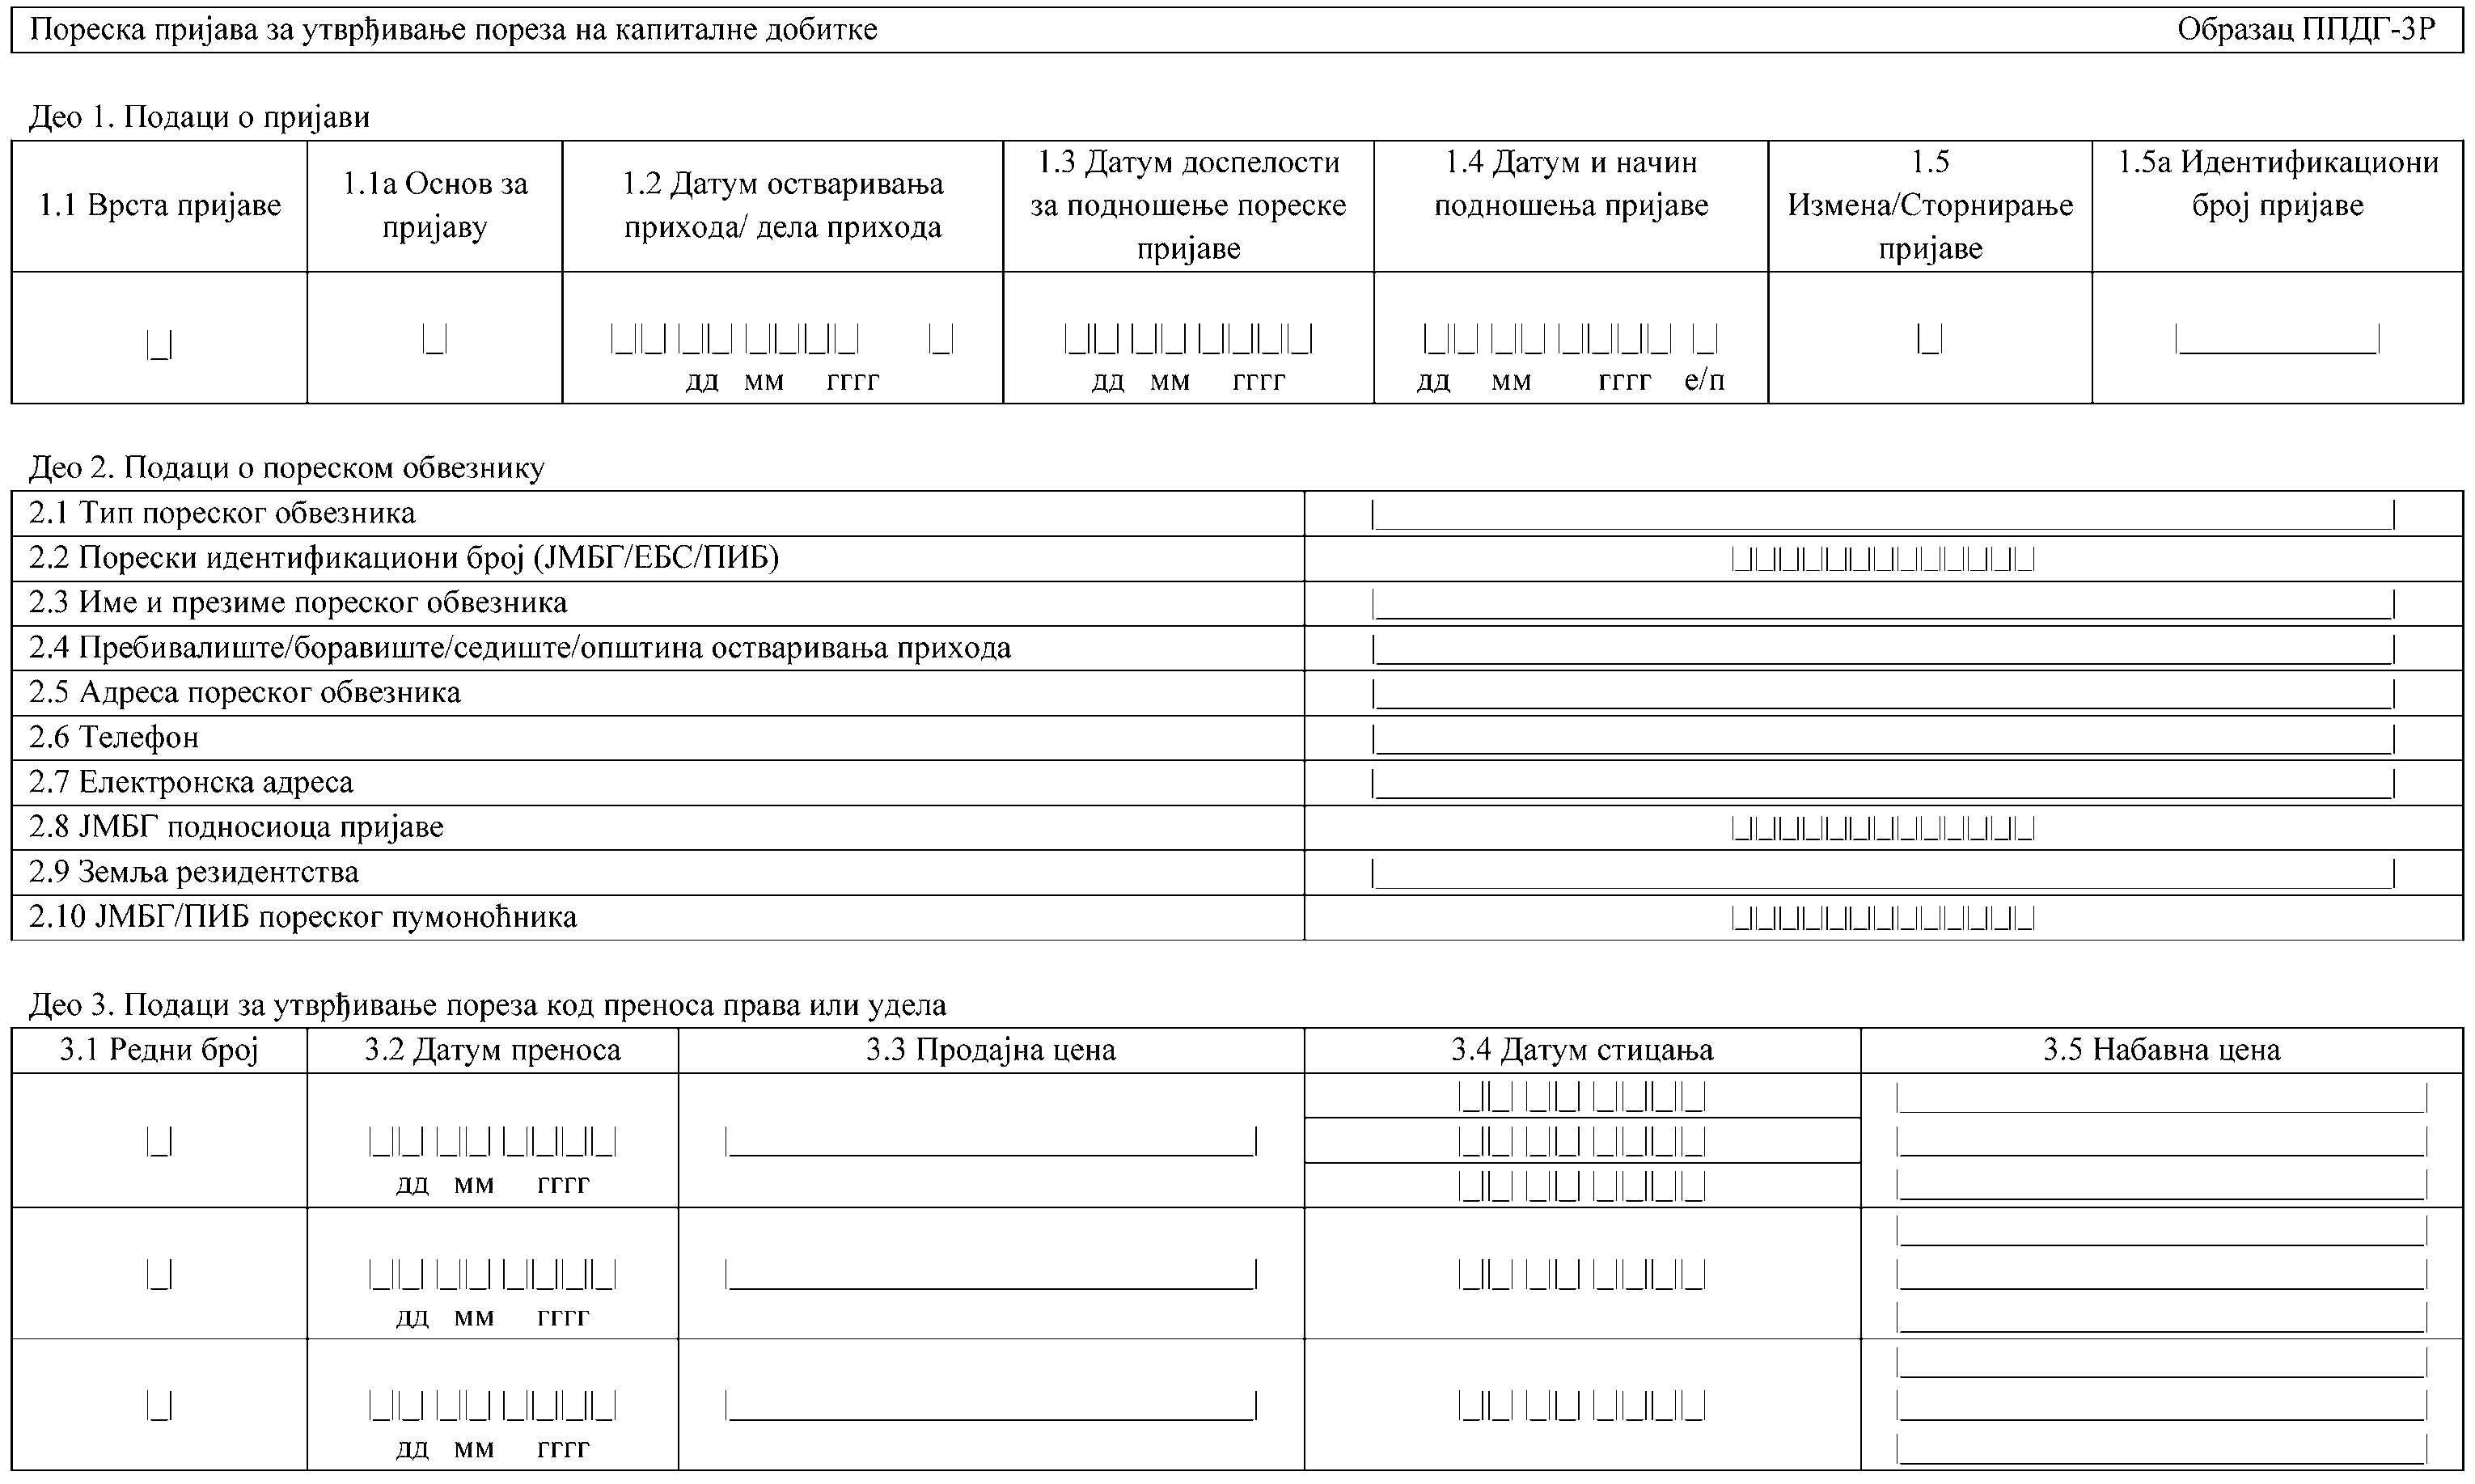 Пореска пријава за утврђивање пореза на капиталне добитке Образац ППДГ-3Р
Део 1. Подаци о пријави
1.1 Врста пријаве
1.1а Основ за
пријаву
1.2 Датум остваривања
прихода/ дела прихода
1.3 Датум доспелости
за подношење пореске
пријаве
1.4 Датум и начин
подношења пријаве
1.5
Измена/Сторнирање
пријаве
1.5а Идентификациони
број пријаве
дд мм гггг
дд мм гггг
дд мм гггг е/п
Део 2. Подаци о пореском обвезнику
2.1 Тип пореског обвезника
2.2 Порески идентификациони број (ЈМБГ/ЕБС/ПИБ)
2.3 Име и презиме пореског обвезника
2.4 Пребивалиште/боравиште/седиште/општина остваривања прихода
2.5 Адреса пореског обвезника
2.6 Телефон
2.7 Електронска адреса
2.8 ЈМБГ подносиоца пријаве
2.9 Земља резидентства
2.10 ЈМБГ/ПИБ пореског пумоноћника
Део 3. Подаци за утврђивање пореза код преноса права или удела
3.1 Редни број
3.2 Датум преноса
3.3 Продајна цена
3.4 Датум стицања
3.5 Набавна цена
дд мм гггг
дд мм гггг
дд мм гггг